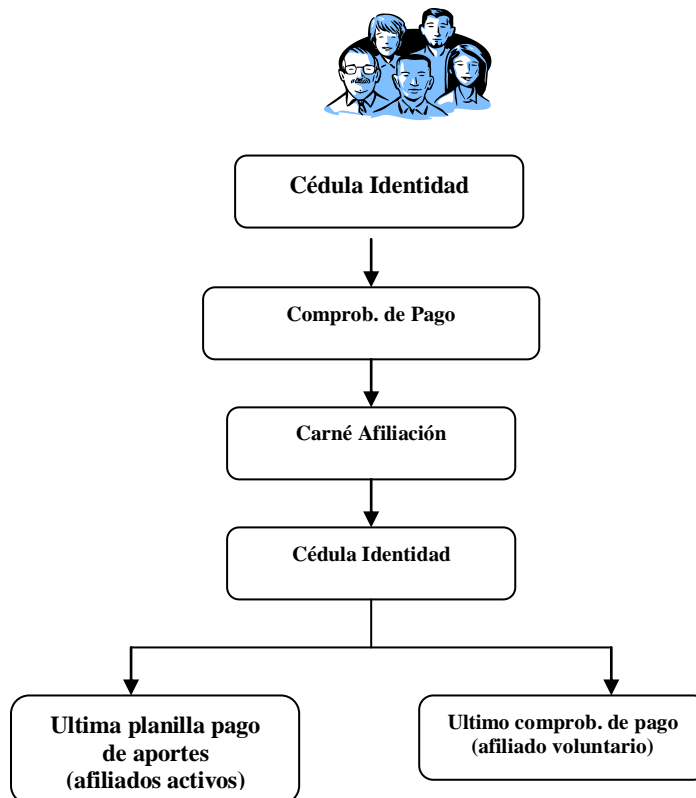 Cédula Identidad
Comprob. de Pago
Carné Afiliación
Cédula Identidad
Ultima planilla pago
de aportes
(afiliados activos)
Ultimo comprob. de pago
(afiliado voluntario)